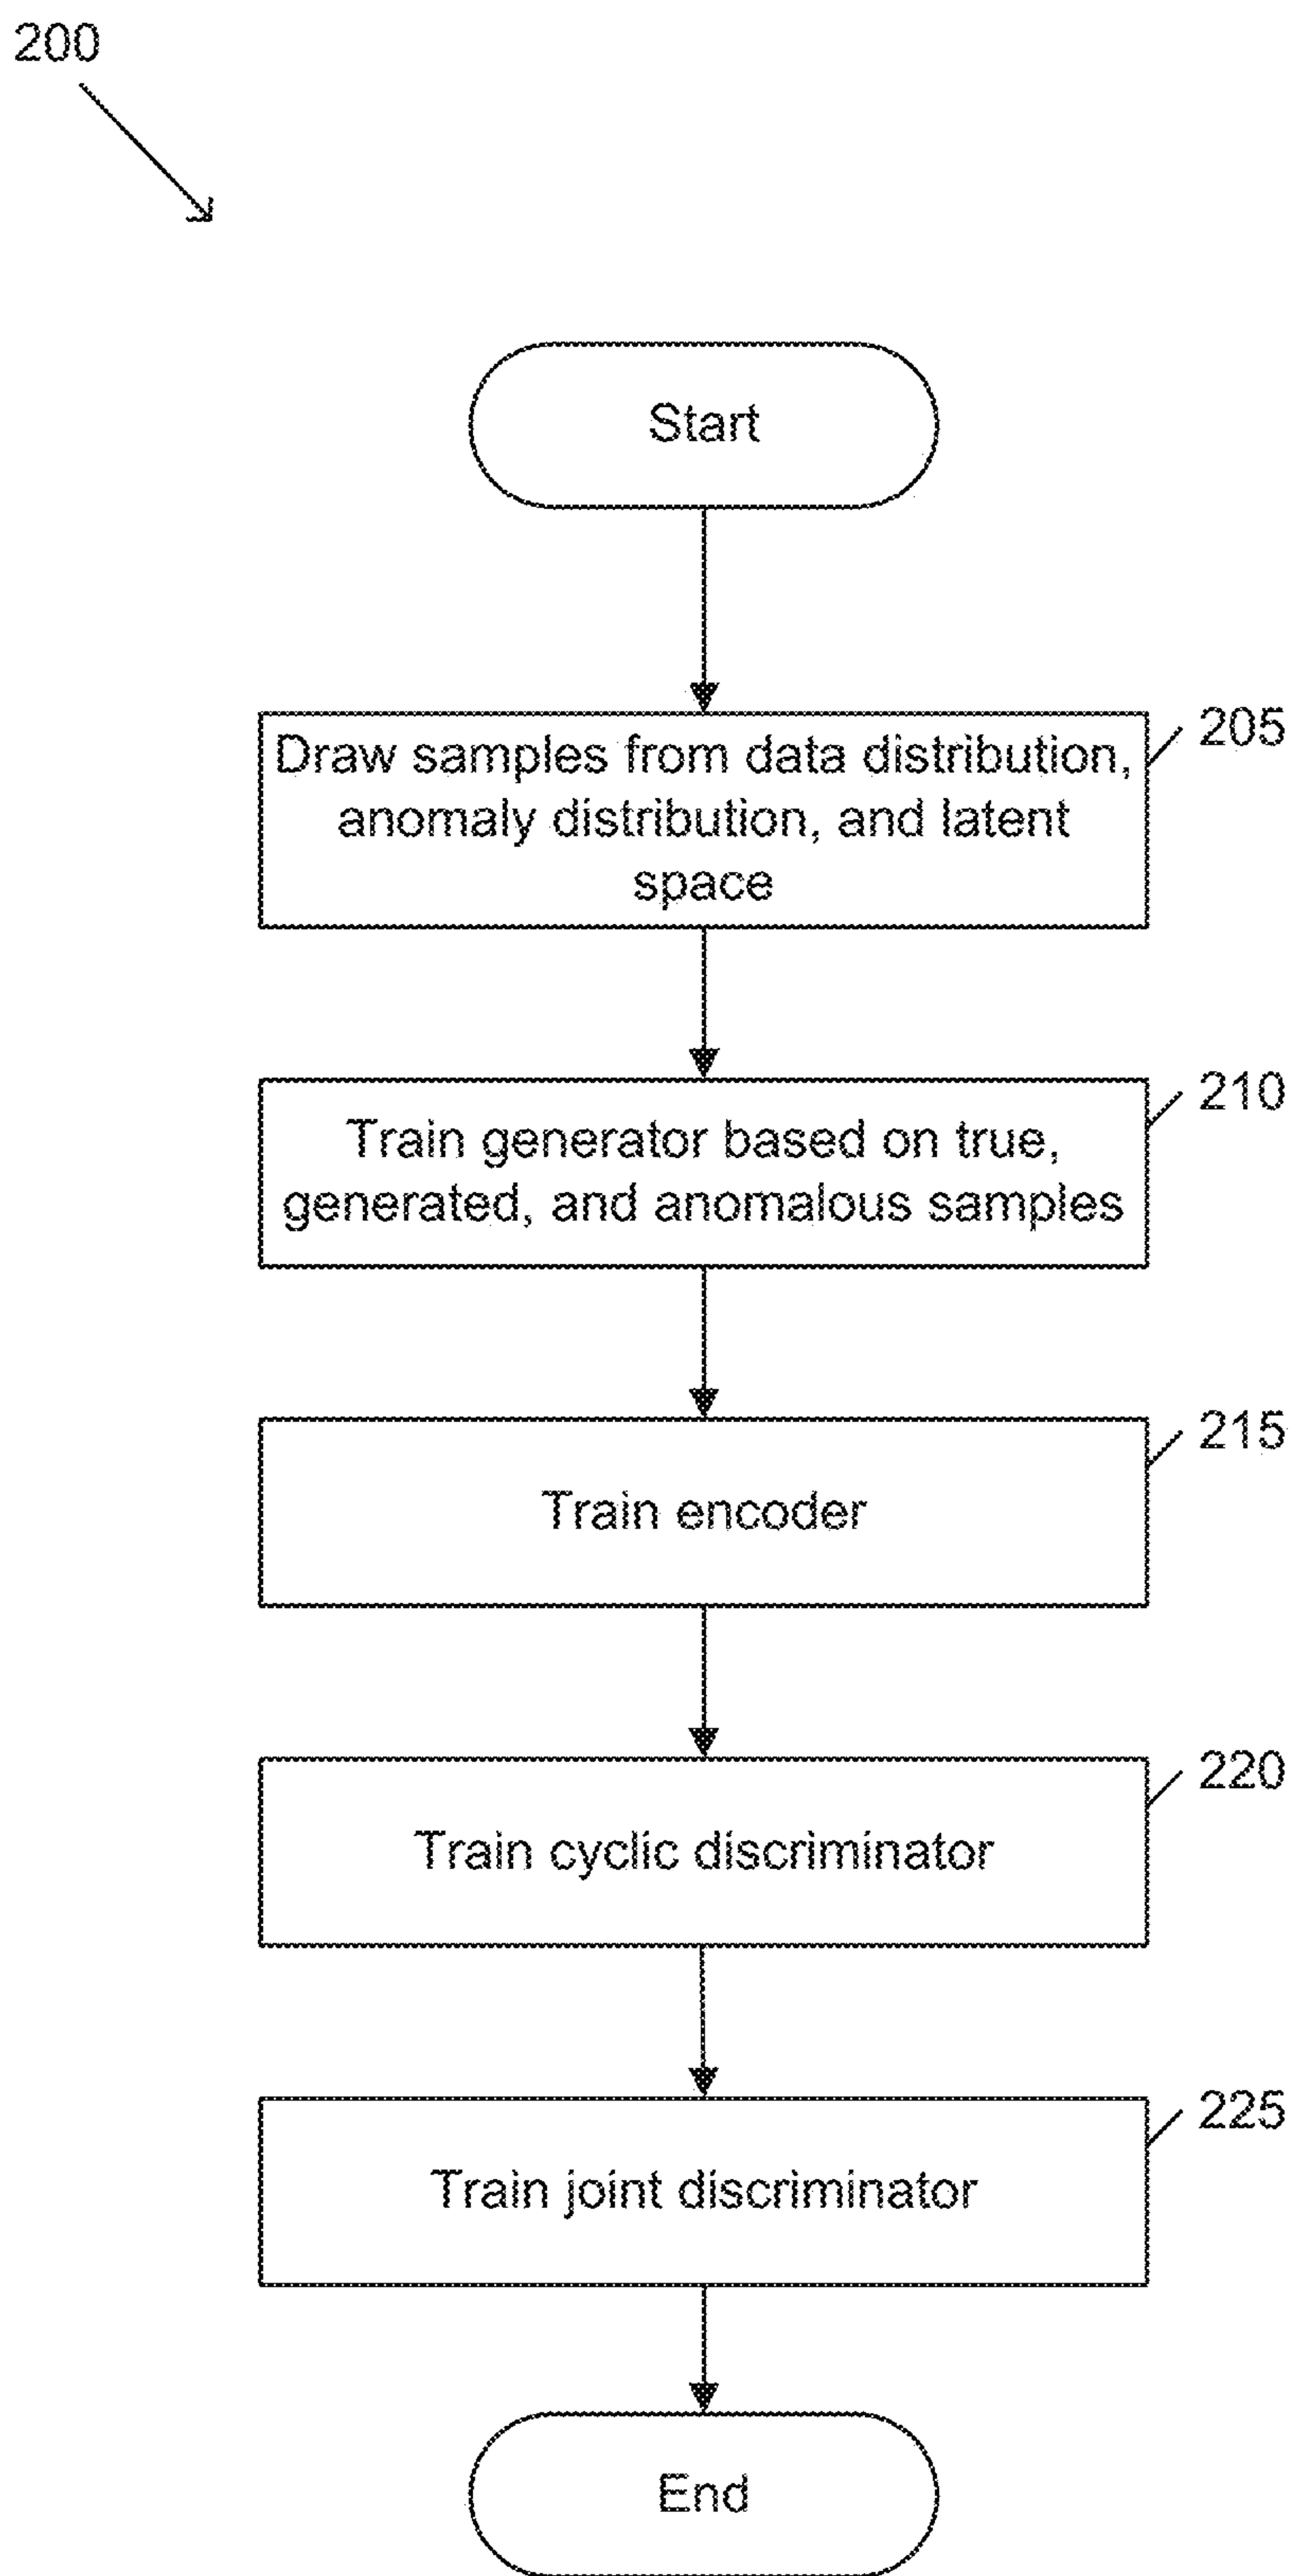 200
Start
Draw samples from data distribution,
anomaly distribution, and latent
space
205
Train generator based on true,
generated, and anomalous samples
210
Train encoder
215
Train cyclic discriminator
220
Train joint discriminator
225
End